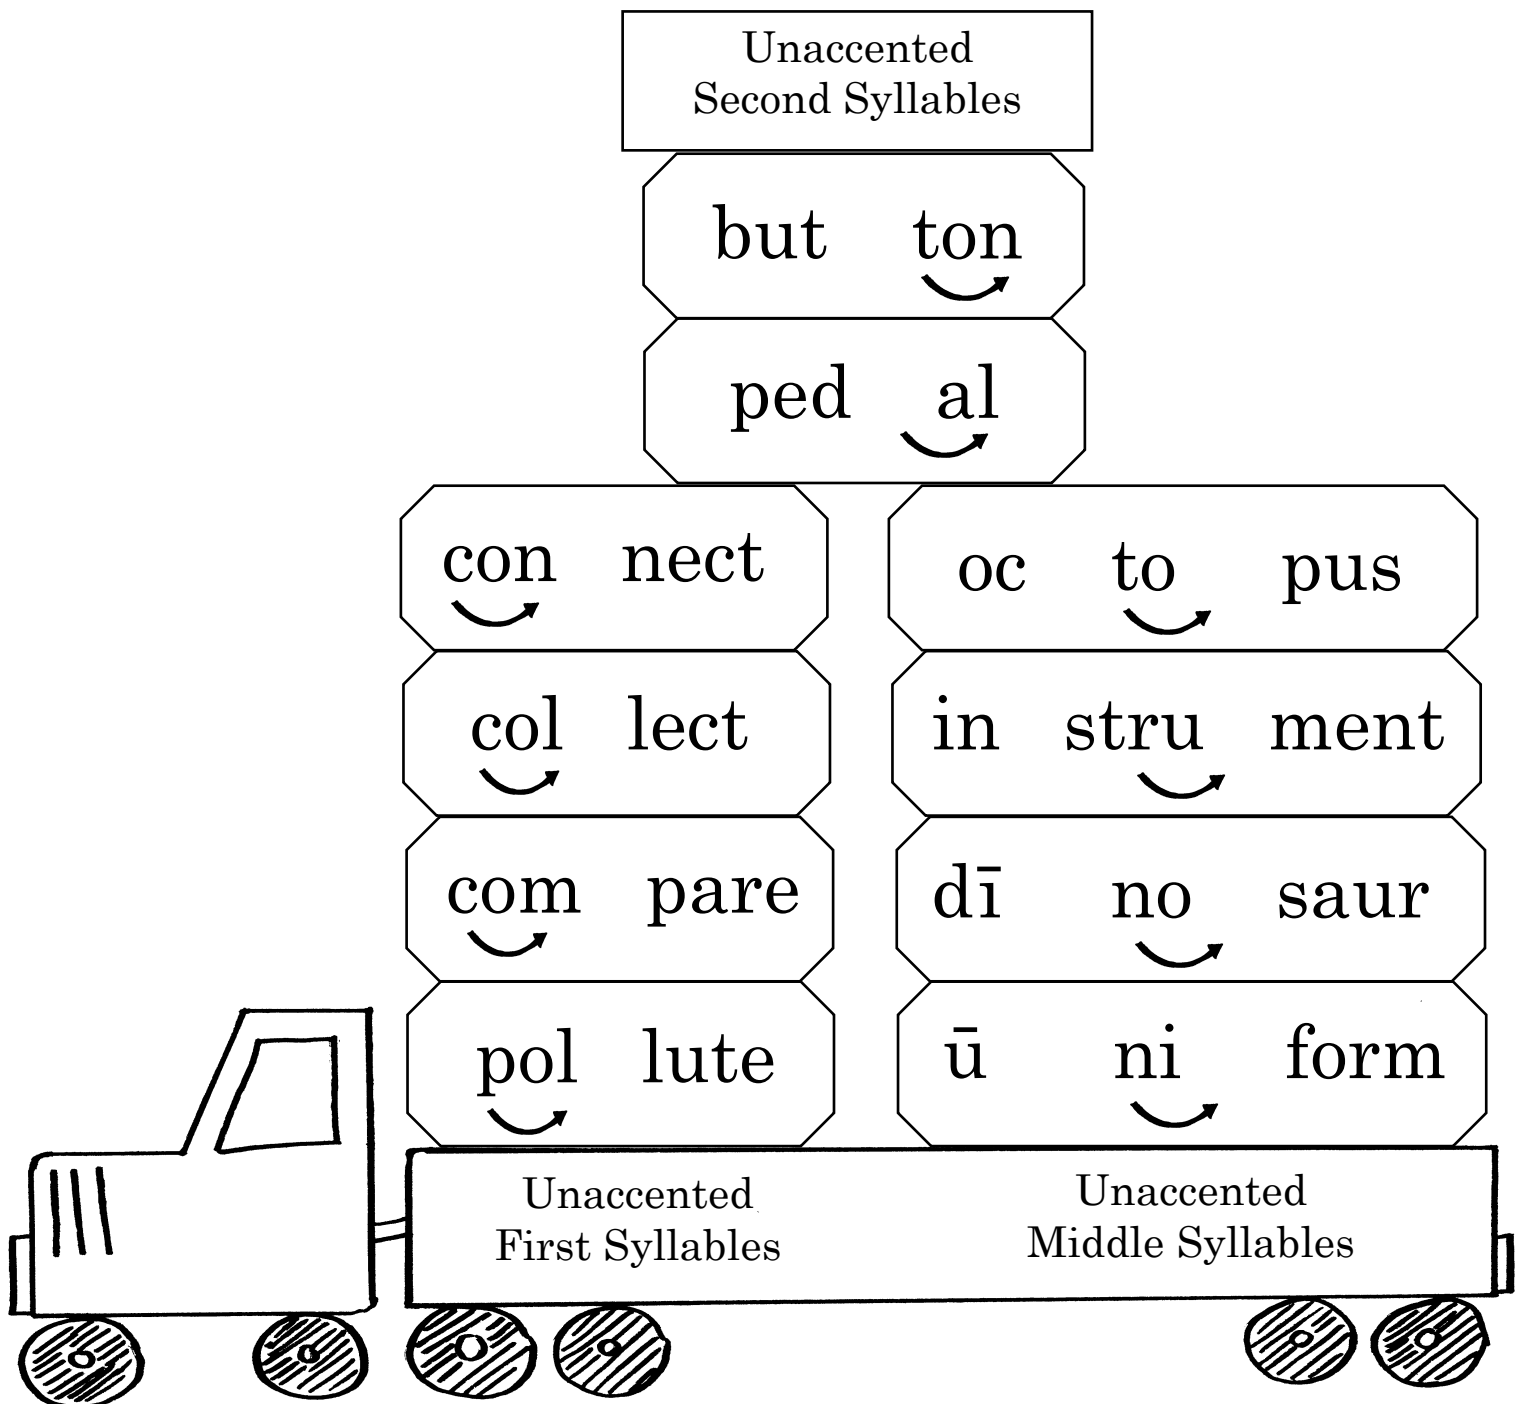 Unaccented
Second Syllables
but ton
ped al
con nect
col lect
com pare
pol lute
oc to pus
in stru ment
dī no saur
ū ni form
Unaccented
First Syllables
Unaccented
Middle Syllables